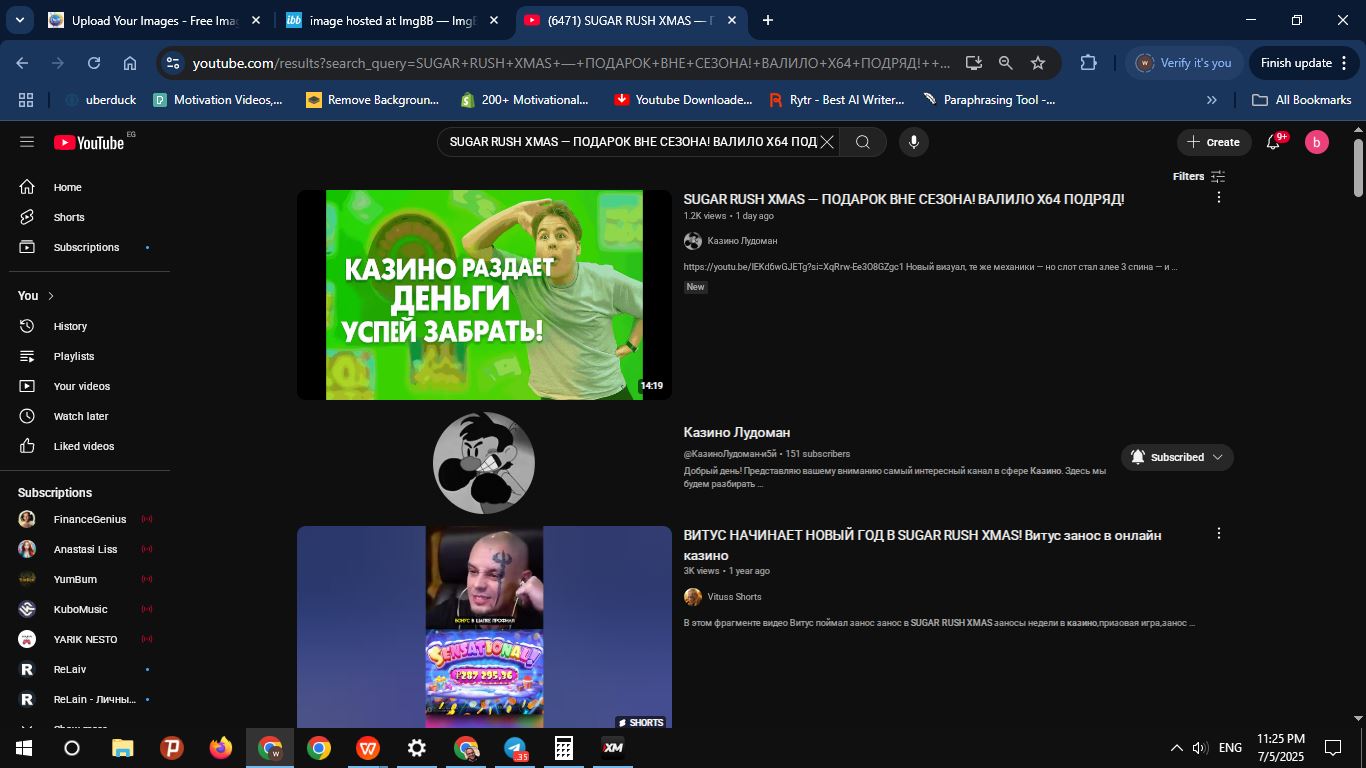 Upload Your Images - Free Imag
image hosted at ImgBB — ImgB
(6471) SUGAR RUSH XMAS — П
youtube.com/results?search_query=SUGAR+RUSH+XMAS+—+ПОДАРОК+ВНЕ+СЕЗОНА!+ВАЛИЛО+X64+ПОДРЯД!++...
Verify it's you
Finish update
uberduck
Motivation Videos,...
Remove Backgroun...
200+ Motivational...
Youtube Downloade...
Rytr - Best AI Writer...
Paraphrasing Tool -...
All Bookmarks
YouTube EG
SUGAR RUSH XMAS — ПОДАРОК ВНЕ СЕЗОНА! ВАЛИЛО X64 ПОД
Create
9+
b
Filters
Home
Shorts
Subscriptions
You
History
Playlists
Your videos
Watch later
Liked videos
Subscriptions
FinanceGenius
Anastasi Liss
YumBum
KuboMusic
YARIK NESTO
ReLaiv
ReLain - Личны...
Show more
КАЗИНО РАЗДАЕТ
ДЕНЬГИ
УСПЕЙ ЗАБРАТЬ!
14:19
SUGAR RUSH XMAS — ПОДАРОК ВНЕ СЕЗОНА! ВАЛИЛО X64 ПОДРЯД!
1.2K views • 1 day ago
Казино Лудоман
https://youtu.be/IEKd6wGJETg?si=XqRrw-Ee3O8GZgc1 Новый визуал, те же механики — но слот стал злее 3 спина — и ...
New
Казино Лудоман
@КазиноЛудоман-и5й • 151 subscribers
Добрый день! Представляю вашему вниманию самый интересный канал в сфере Казино. Здесь мы
будем разбирать ...
Subscribed
БОНУС В ШАПКЕ ПРОФИЛЯ
SENSATIONAL!
₽287 295,36
SHORTS
ВИТУС НАЧИНАЕТ НОВЫЙ ГОД В SUGAR RUSH XMAS! Витус занос в онлайн
казино
3K views • 1 year ago
Vituss Shorts
В этом фрагменте видео Витус поймал занос занос в SUGAR RUSH XMAS заносы недели в казино,призовая игра,занос ...
35
XM
ENG
11:25 PM
7/5/2025